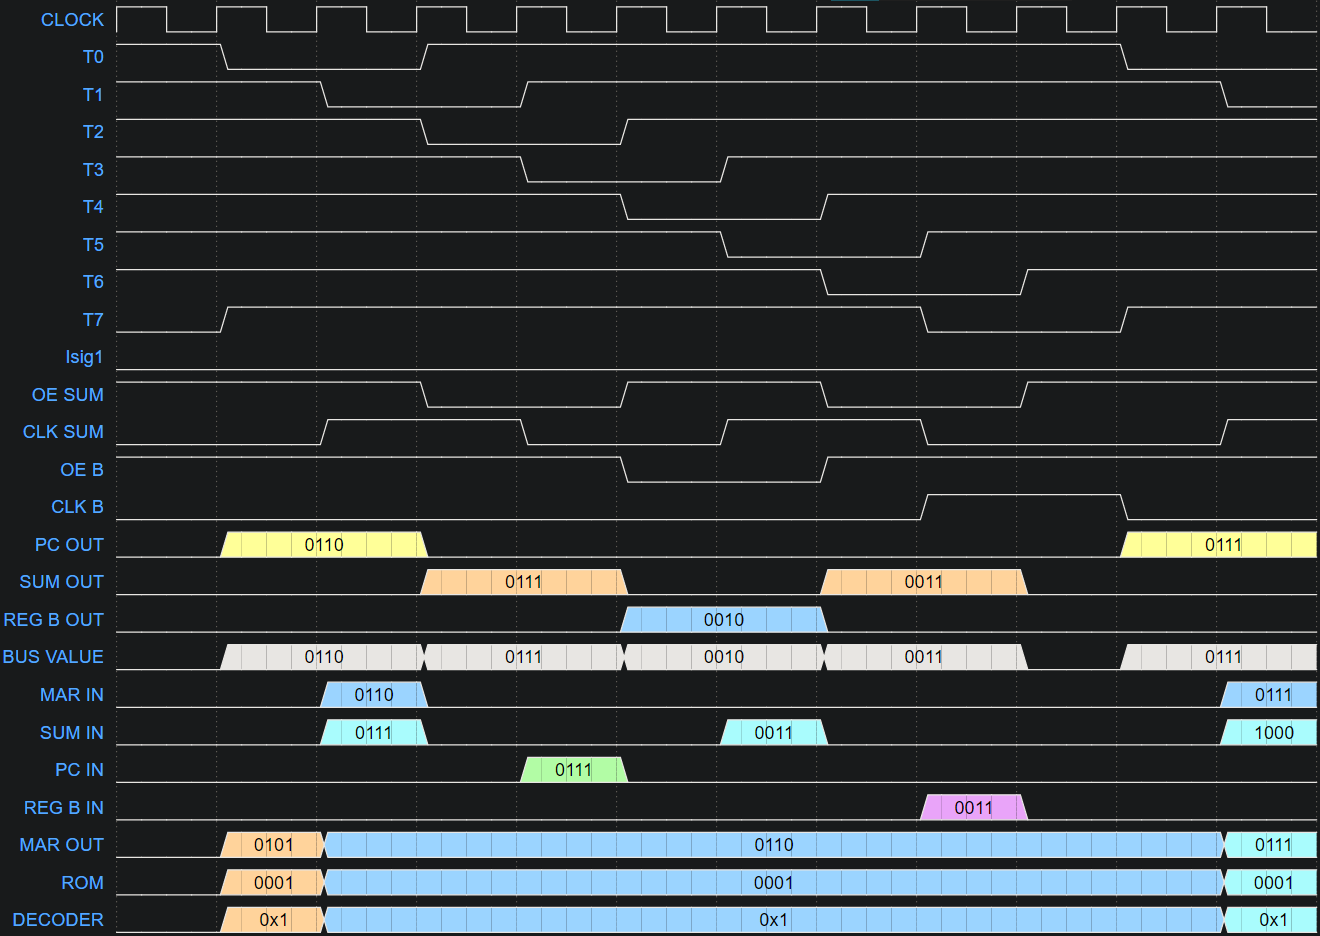 CLOCK
T0
T1
T2
T3
T4
T5
T6
T7
Isig1
OE SUM
CLK SUM
OE B
CLK B
PC OUT 0110 0111
SUM OUT 0111 0011
REG B OUT 0010
BUS VALUE 0110 0111 0010 0011 0111
MAR IN 0110 0111
SUM IN 0111 0011 1000
PC IN 0111
REG B IN 0011
MAR OUT 0101 0110 0111
ROM 0001 0001 0001
DECODER 0x1 0x1 0x1